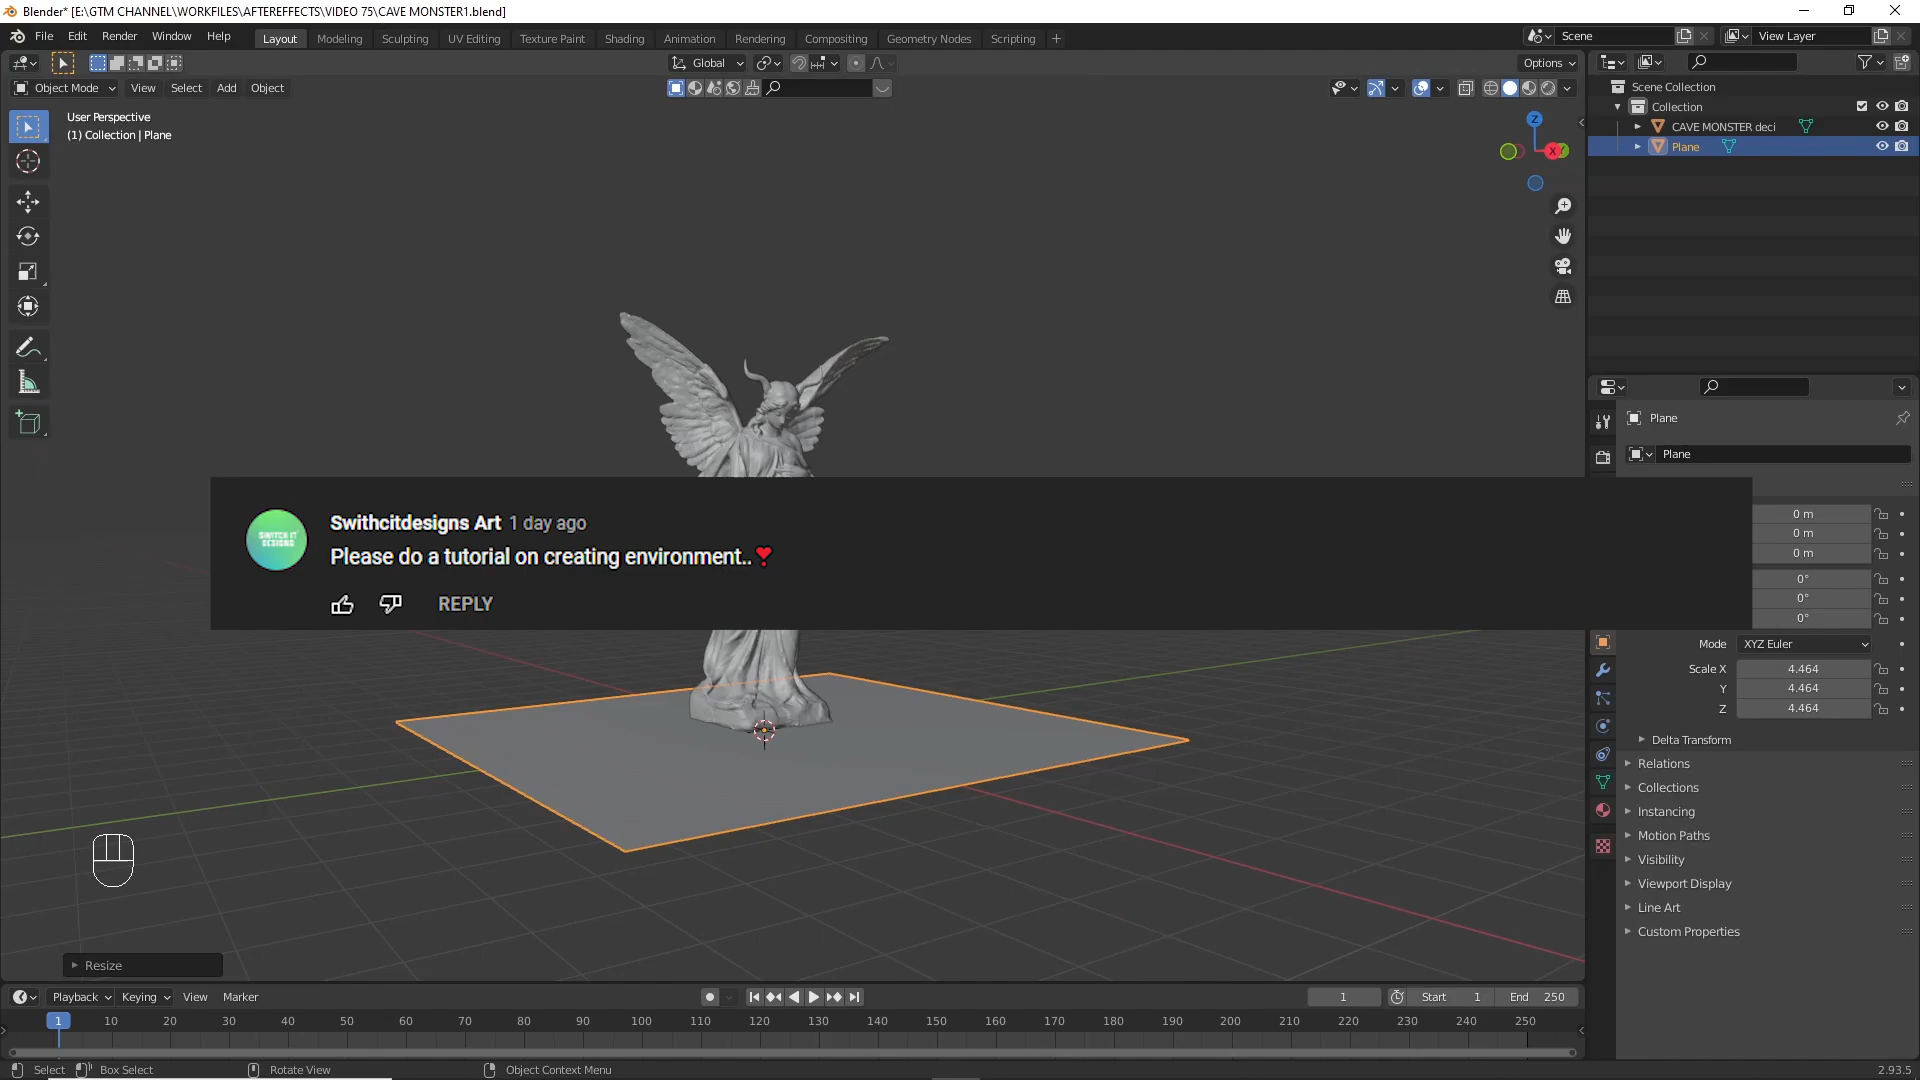 Blender* [E:\GTM CHANNEL\WORKFILES\AFTEREFFECTS\VIDEO 75\CAVE MONSTER1.blend]
File Edit Render Window Help Layout Modeling Sculpting UV Editing Texture Paint Shading Animation Rendering Compositing Geometry Nodes Scripting + Scene View Layer
Global Options
Object Mode View Select Add Object
User Perspective
(1) Collection | Plane
Z
X
Scene Collection
Collection
CAVE MONSTER deci
Plane
Plane
Plane
SWITCH IT
DESIGNS
Swithcitdesigns Art 1 day ago
Please do a tutorial on creating environment..❣
REPLY
0 m
0 m
0 m
0°
0°
0°
Mode XYZ Euler
Scale X 4.464
Y 4.464
Z 4.464
Delta Transform
Relations
Collections
Instancing
Motion Paths
Visibility
Viewport Display
Line Art
Custom Properties
Resize
Playback Keying View Marker 1 Start 1 End 250
1 10 20 30 40 50 60 70 80 90 100 110 120 130 140 150 160 170 180 190 200 210 220 230 240 250
Select Box Select Rotate View Object Context Menu 2.93.5